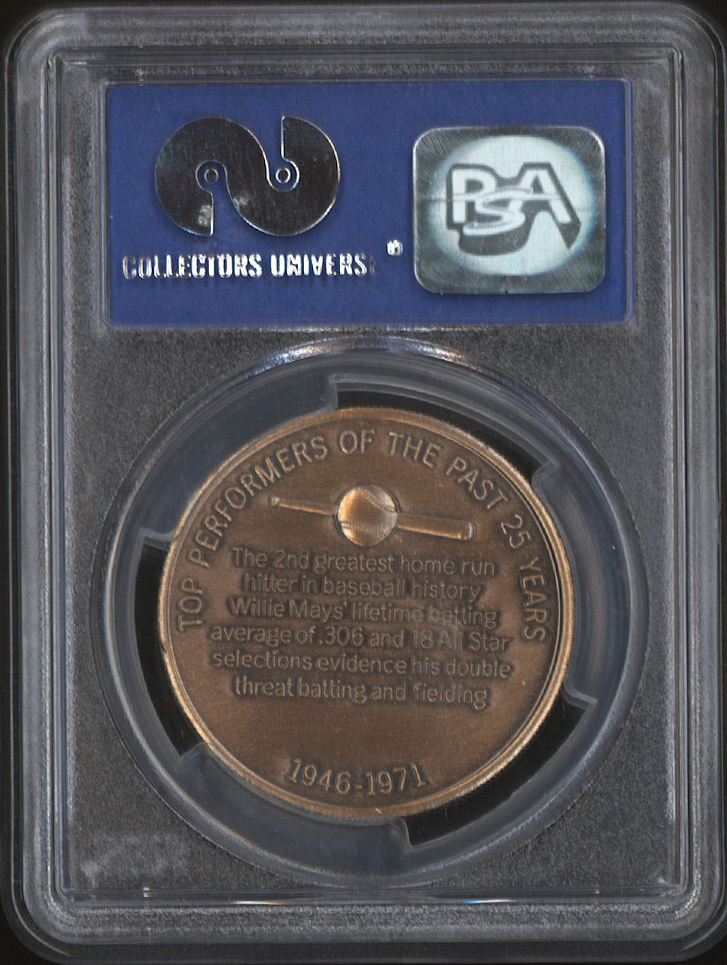 COLLECTORS UNIVERSE®
PSA
TOP PERFORMERS OF THE PAST 25 YEARS
The 2nd greatest home run
hitter in baseball history
Willie Mays' lifetime batting
average of .306 and 18 All Star
selections evidence his double
threat batting and fielding
1946-1971